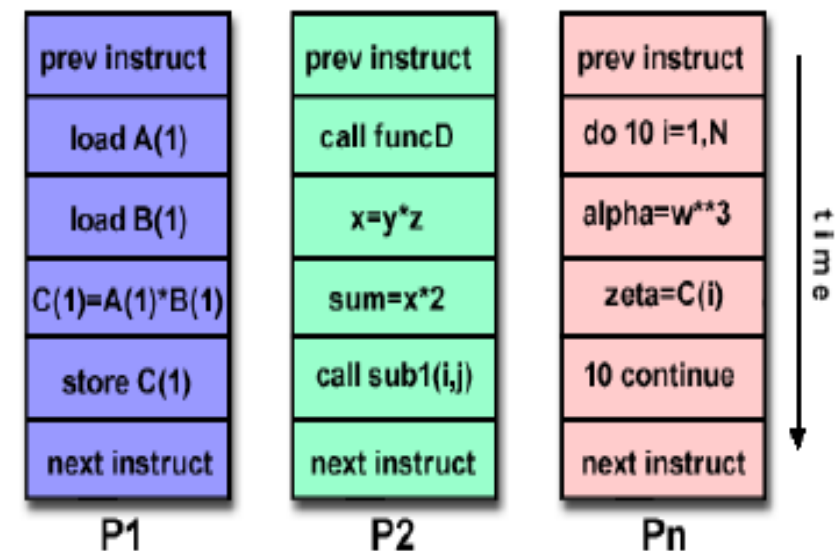 prev instruct
load A(1)
load B(1)
C(1)=A(1)*B(1)
store C(1)
next instruct
P1
prev instruct
call funcD
x=y*z
sum=x*2
call sub1(i,j)
next instruct
P2
prev instruct
do 10 i=1,N
alpha=w**3
zeta=C(i)
10 continue
next instruct
Pn
time